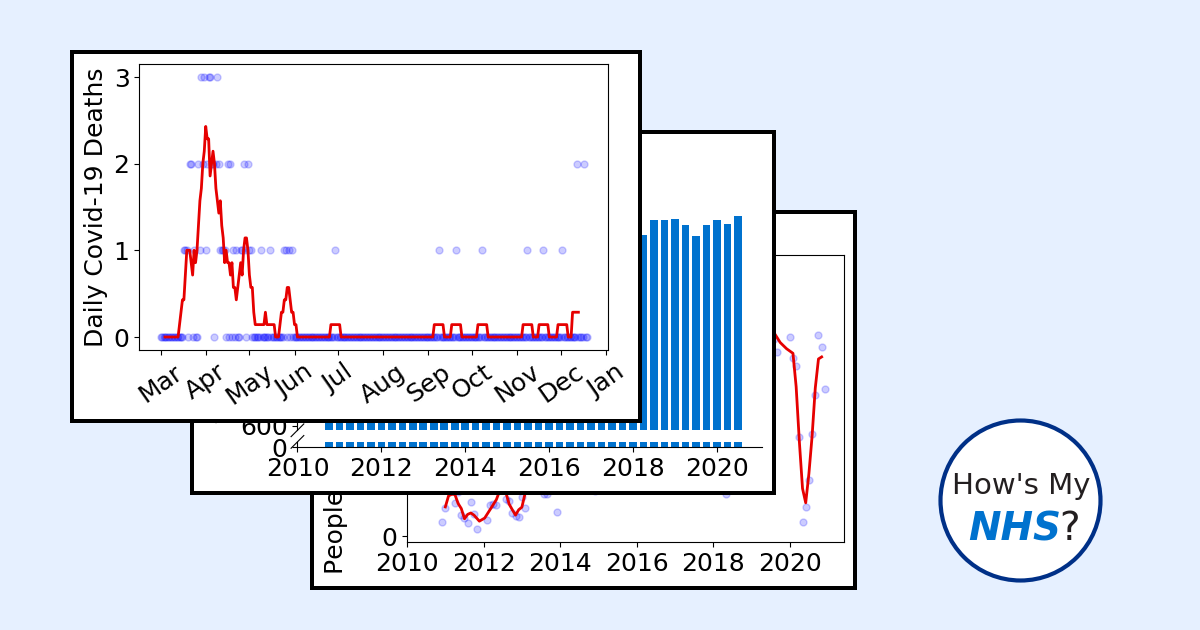 Daily Covid-19 Deaths
3
2
1
0
Mar Apr May Jun Jul Aug Sep Oct Nov Dec Jan
600
0
2010 2012 2014 2016 2018 2020
People
0
2010 2012 2014 2016 2018 2020
How's My
NHS?